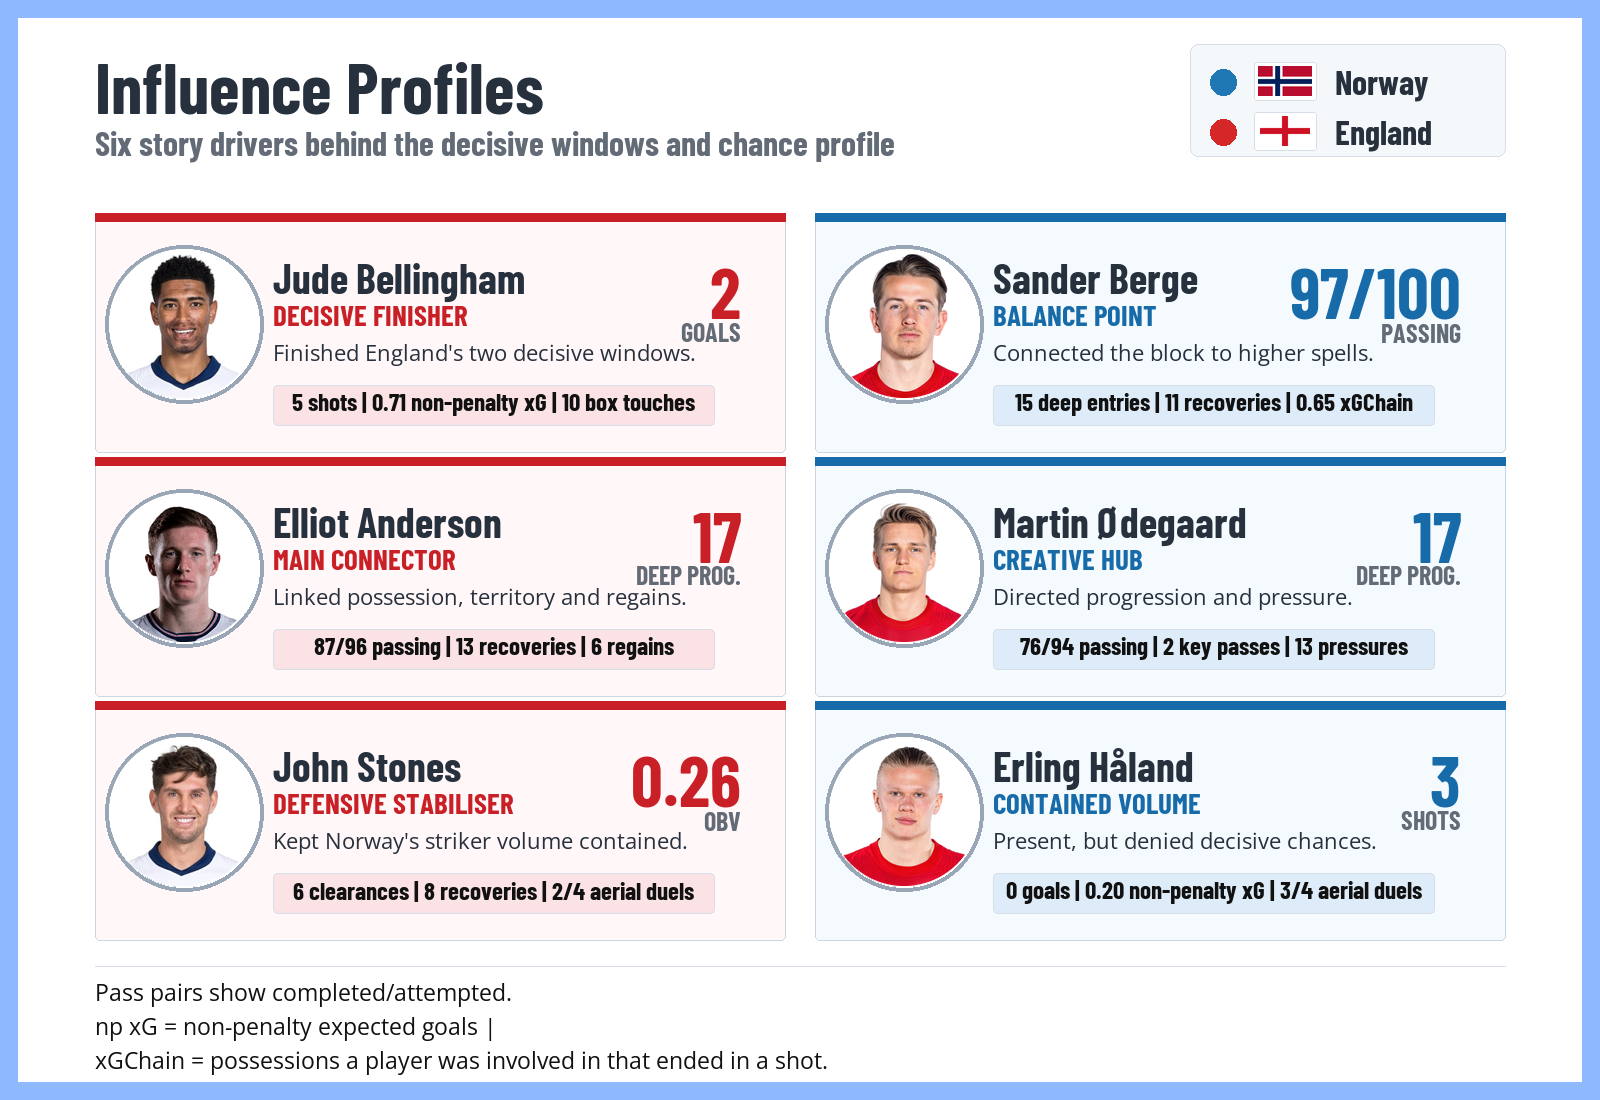 Influence Profiles
Six story drivers behind the decisive windows and chance profile
Norway
England
Jude Bellingham
DECISIVE FINISHER
2
GOALS
Finished England's two decisive windows.
5 shots | 0.71 non-penalty xG | 10 box touches
Sander Berge
BALANCE POINT
97/100
PASSING
Connected the block to higher spells.
15 deep entries | 11 recoveries | 0.65 xGChain
Elliot Anderson
MAIN CONNECTOR
17
DEEP PROG.
Linked possession, territory and regains.
87/96 passing | 13 recoveries | 6 regains
Martin Ødegaard
CREATIVE HUB
17
DEEP PROG.
Directed progression and pressure.
76/94 passing | 2 key passes | 13 pressures
John Stones
DEFENSIVE STABILISER
0.26
OBV
Kept Norway's striker volume contained.
6 clearances | 8 recoveries | 2/4 aerial duels
Erling Håland
CONTAINED VOLUME
3
SHOTS
Present, but denied decisive chances.
0 goals | 0.20 non-penalty xG | 3/4 aerial duels
Pass pairs show completed/attempted.
np xG = non-penalty expected goals |
xGChain = possessions a player was involved in that ended in a shot.